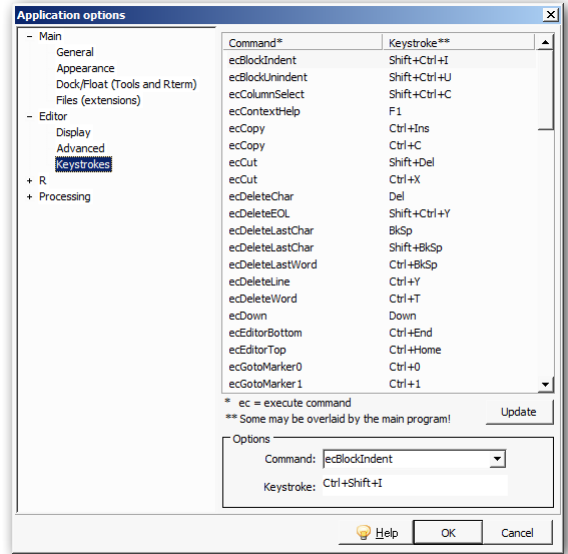 Application options
- Main
General
Appearance
Dock/Float (Tools and Rterm)
Files (extensions)
- Editor
Display
Advanced
Keystrokes
+ R
+ Processing
Command* Keystroke**
ecBlockIndent Shift+Ctrl+I
ecBlockUnindent Shift+Ctrl+U
ecColumnSelect Shift+Ctrl+C
ecContextHelp F1
ecCopy Ctrl+Ins
ecCopy Ctrl+C
ecCut Shift+Del
ecCut Ctrl+X
ecDeleteChar Del
ecDeleteEOL Shift+Ctrl+Y
ecDeleteLastChar BkSp
ecDeleteLastChar Shift+BkSp
ecDeleteLastWord Ctrl+BkSp
ecDeleteLine Ctrl+Y
ecDeleteWord Ctrl+T
ecDown Down
ecEditorBottom Ctrl+End
ecEditorTop Ctrl+Home
ecGotoMarker0 Ctrl+0
ecGotoMarker1 Ctrl+1
* ec = execute command
** Some may be overlaid by the main program!
Update
Options
Command: ecBlockIndent
Keystroke: Ctrl+Shift+I
Help OK Cancel